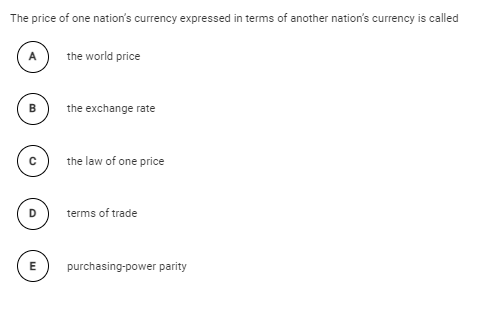 The price of one nation's currency expressed in terms of another nation's currency is called
A the world price
B the exchange rate
C the law of one price
D terms of trade
E purchasing-power parity